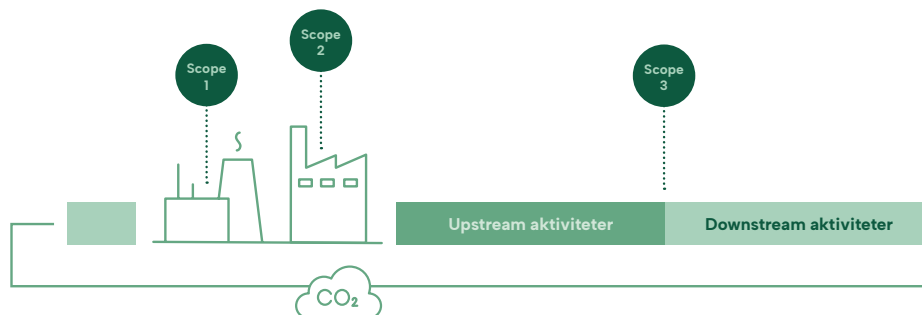 Scope
1
Scope
2
Scope
3
Upstream aktiviteter
Downstream aktiviteter
CO₂